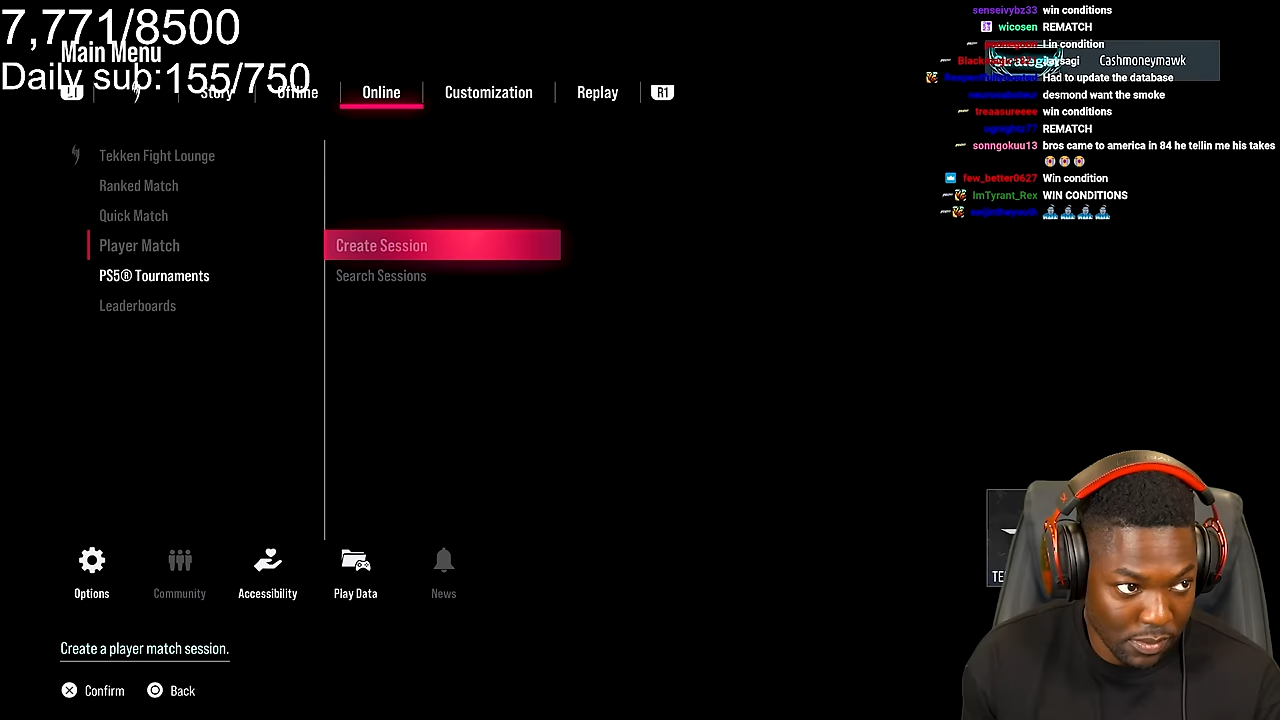 7,771/8500
Main Menu
Daily sub:155/750
L1
Story
Offline
Online
Customization
Replay
R1
Tekken Fight Lounge
Ranked Match
Quick Match
Player Match
PS5® Tournaments
Leaderboards
Create Session
Search Sessions
Options
Community
Accessibility
Play Data
News
Create a player match session.
Confirm
Back
senseivybz33 win conditions
wicosen REMATCH
in condition
Cashmoneymawk
Had to update the database
desmond want the smoke
treaasureeee win conditions
REMATCH
sonngokuu13 bros came to america in 84 he tellin me his takes
few_better0627 Win condition
ImTyrant_Rex WIN CONDITIONS
TE